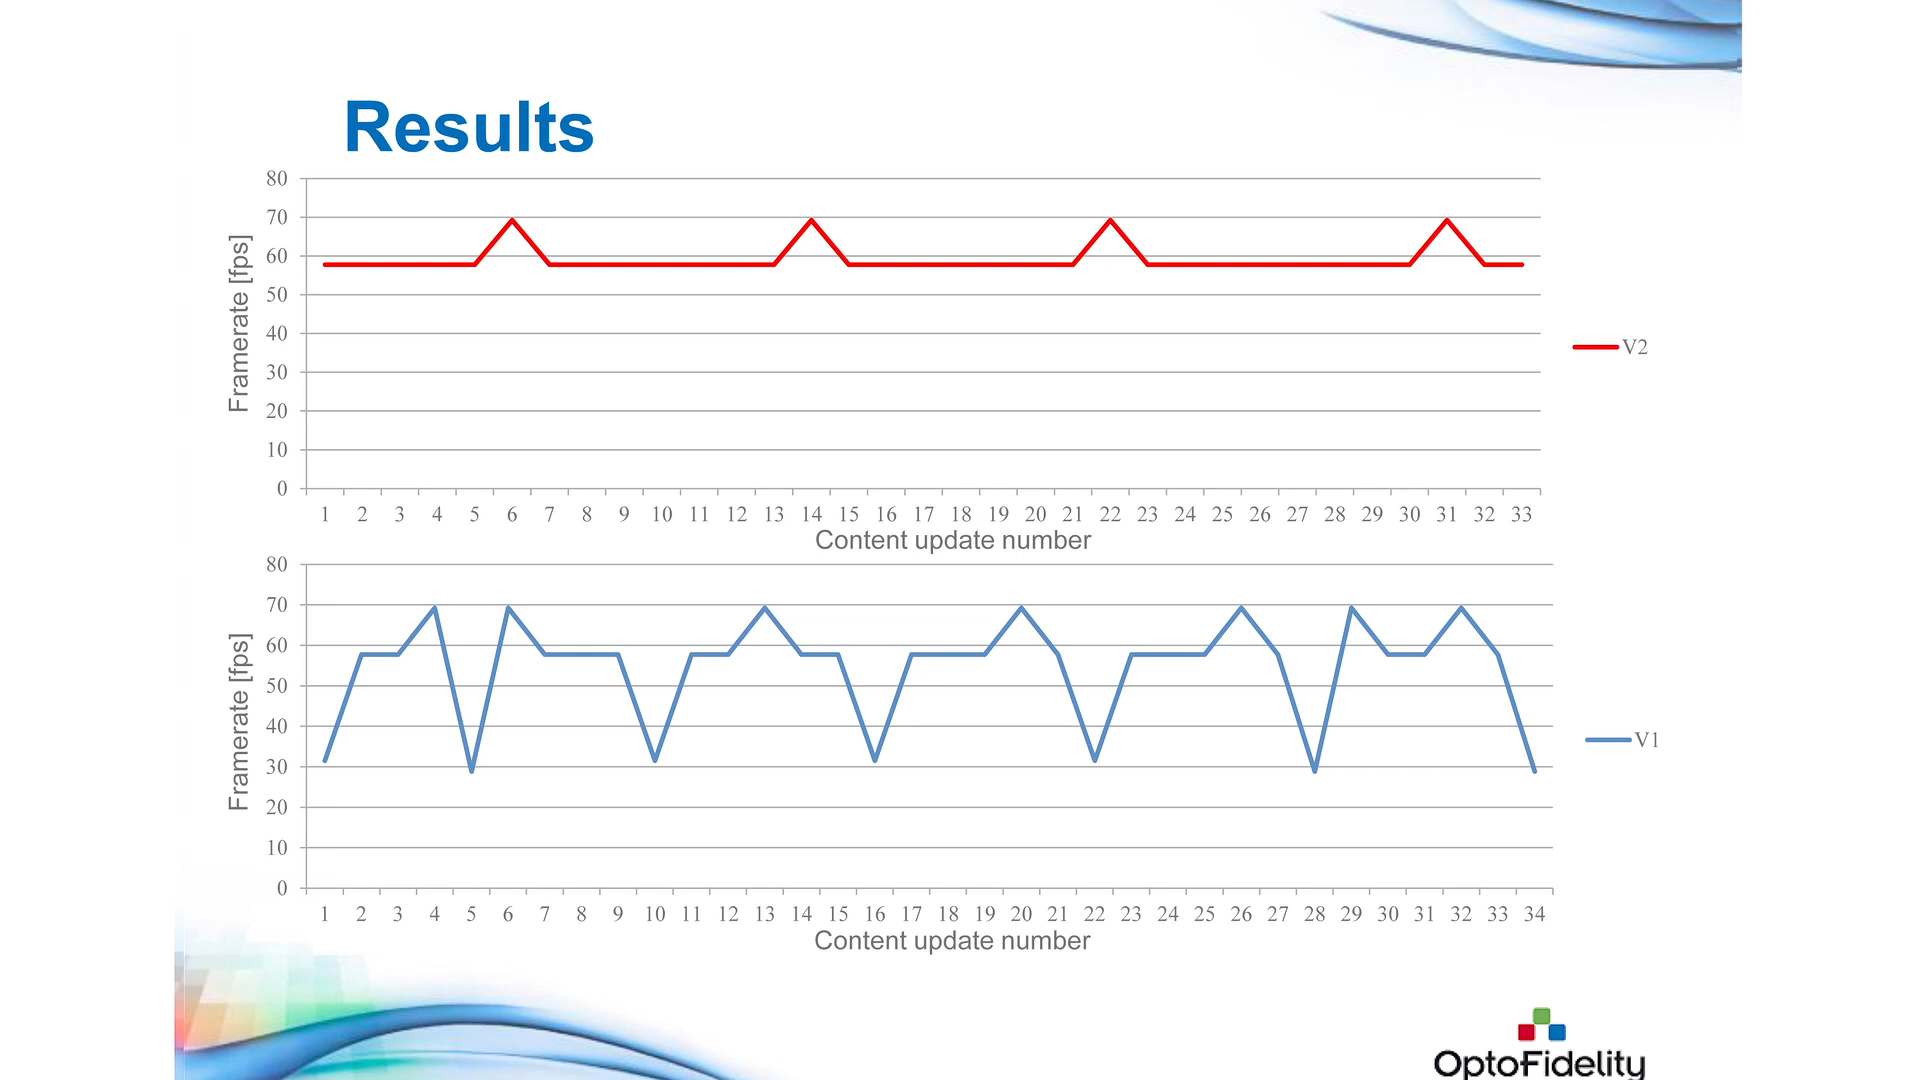 Results
80
70
60
50
40
30
20
10
0
Framerate [fps]
1 2 3 4 5 6 7 8 9 10 11 12 13 14 15 16 17 18 19 20 21 22 23 24 25 26 27 28 29 30 31 32 33
Content update number
V2
80
70
60
50
40
30
20
10
0
Framerate [fps]
1 2 3 4 5 6 7 8 9 10 11 12 13 14 15 16 17 18 19 20 21 22 23 24 25 26 27 28 29 30 31 32 33 34
Content update number
V1
OptoFidelity